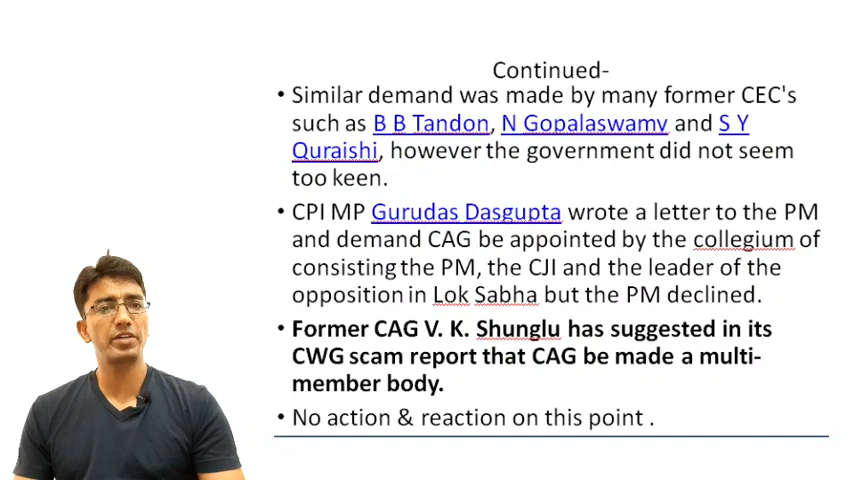 Continued-
• Similar demand was made by many former CEC's
such as B B Tandon, N Gopalaswamy and S Y
Quraishi, however the government did not seem
too keen.
• CPI MP Gurudas Dasgupta wrote a letter to the PM
and demand CAG be appointed by the collegium of
consisting the PM, the CJI and the leader of the
opposition in Lok Sabha but the PM declined.
• Former CAG V. K. Shunglu has suggested in its
CWG scam report that CAG be made a multi-
member body.
• No action & reaction on this point .